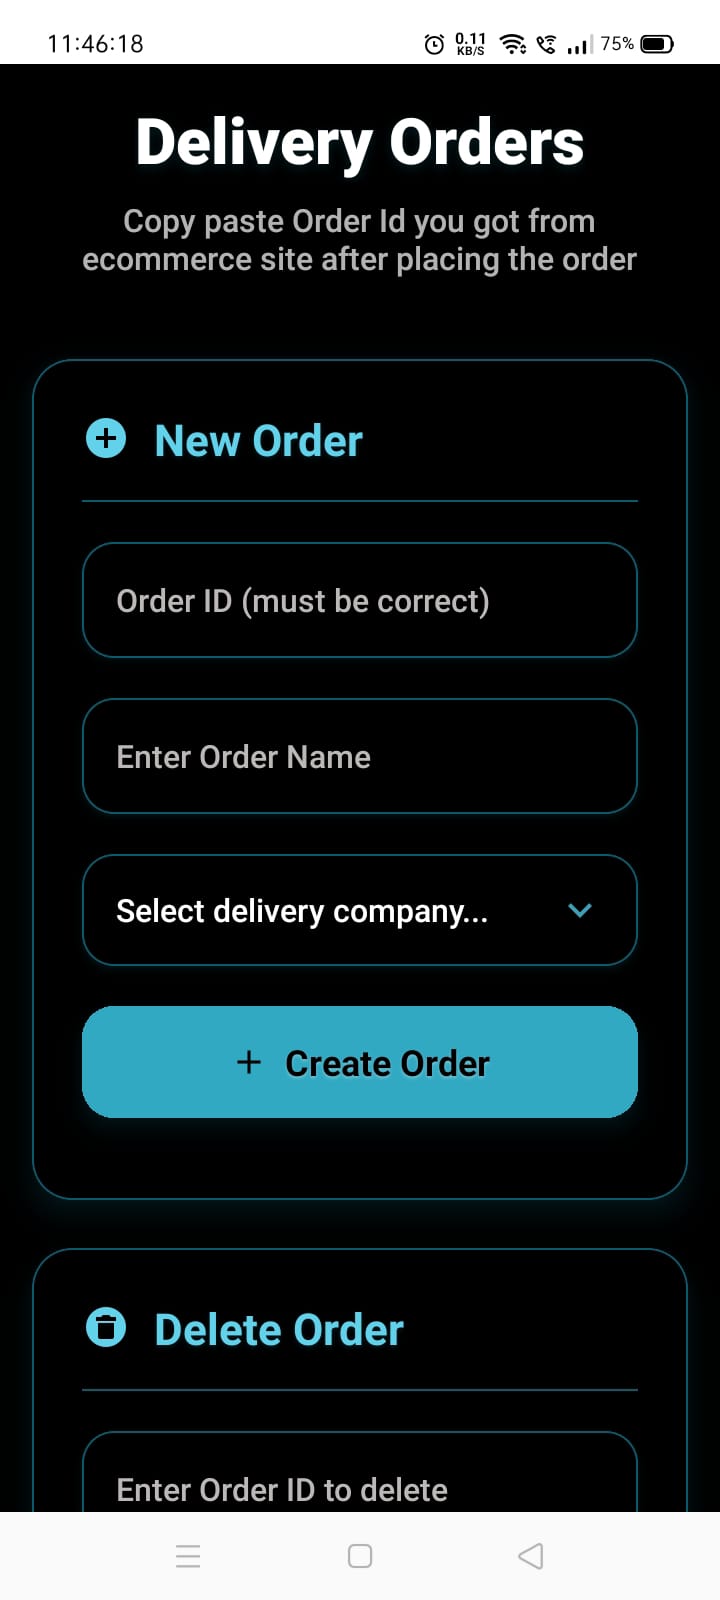 11:46:18
0.11
KB/S
75%
Delivery Orders
Copy paste Order Id you got from
ecommerce site after placing the order
New Order
Order ID (must be correct)
Enter Order Name
Select delivery company...
+ Create Order
Delete Order
Enter Order ID to delete